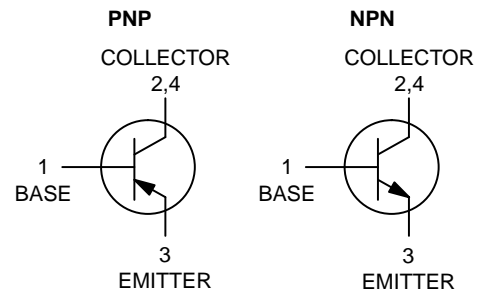 PNP
COLLECTOR
2,4
1
BASE
3
EMITTER
NPN
COLLECTOR
2,4
1
BASE
3
EMITTER